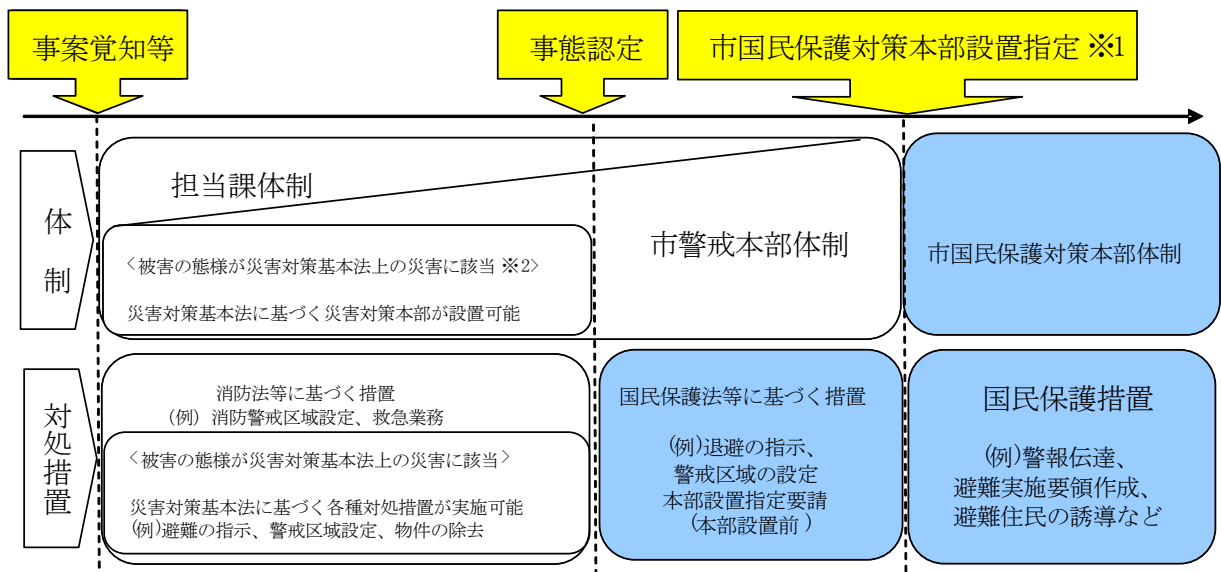 事案覚知等
事態認定
市国民保護対策本部設置指定 ※1
体制
担当課体制
<被害の態様が災害対策基本法上の災害に該当 ※2>
災害対策基本法に基づく災害対策本部が設置可能
市警戒本部体制
市国民保護対策本部体制
対処措置
消防法等に基づく措置
(例) 消防警戒区域設定、救急業務
<被害の態様が災害対策基本法上の災害に該当>
災害対策基本法に基づく各種対処措置が実施可能
(例)避難の指示、警戒区域設定、物件の除去
国民保護法等に基づく措置
(例)退避の指示、
警戒区域の設定
本部設置指定要請
(本部設置前)
国民保護措置
(例)警報伝達、
避難実施要領作成、
避難住民の誘導など